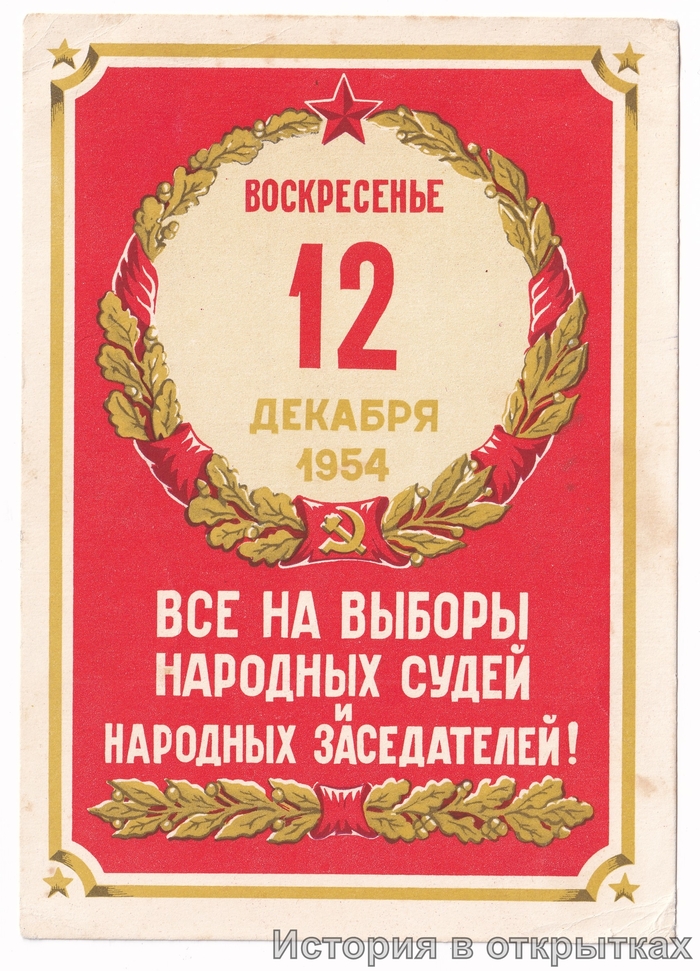 ВОСКРЕСЕНЬЕ
12
ДЕКАБРЯ
1954
ВСЕ НА ВЫБОРЫ
НАРОДНЫХ СУДЕЙ
И
НАРОДНЫХ ЗАСЕДАТЕЛЕЙ!
История в открытках